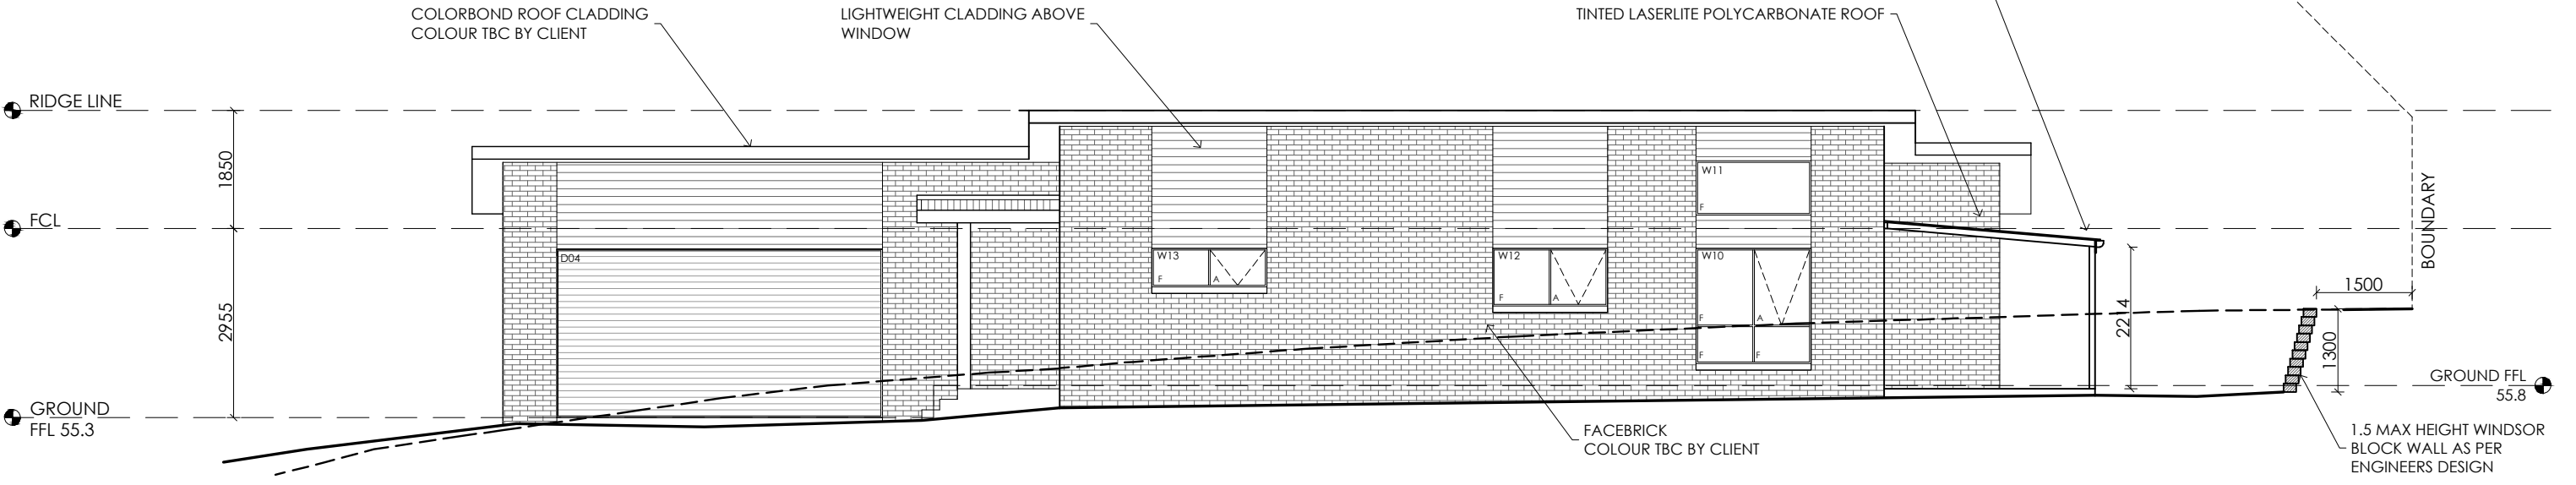 COLORBOND ROOF CLADDING
COLOUR TBC BY CLIENT
LIGHTWEIGHT CLADDING ABOVE
WINDOW
TINTED LASERLITE POLYCARBONATE ROOF
RIDGE LINE
1850
FCL
2955
GROUND
FFL 55.3
D04
W13
F
A
W12
F
A
W11
F
W10
F
A
F
F
FACEBRICK
COLOUR TBC BY CLIENT
2214
1300
1500
BOUNDARY
GROUND FFL
55.8
1.5 MAX HEIGHT WINDSOR
BLOCK WALL AS PER
ENGINEERS DESIGN